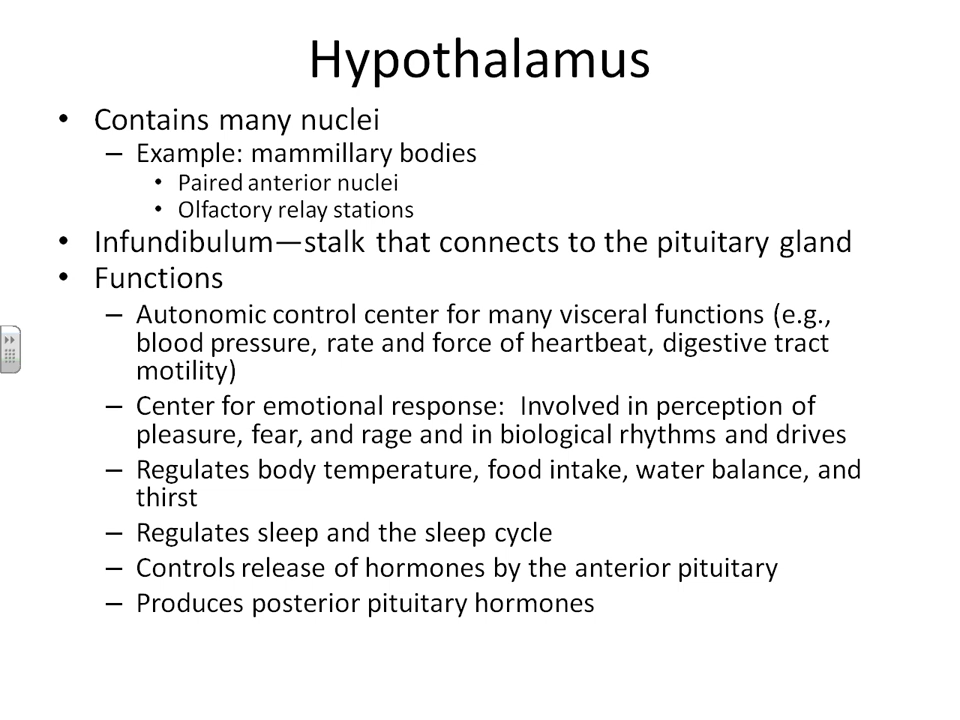 Hypothalamus
• Contains many nuclei
– Example: mammillary bodies
• Paired anterior nuclei
• Olfactory relay stations
• Infundibulum—stalk that connects to the pituitary gland
• Functions
– Autonomic control center for many visceral functions (e.g.,
blood pressure, rate and force of heartbeat, digestive tract
motility)
– Center for emotional response:  Involved in perception of
pleasure, fear, and rage and in biological rhythms and drives
– Regulates body temperature, food intake, water balance, and
thirst
– Regulates sleep and the sleep cycle
– Controls release of hormones by the anterior pituitary
– Produces posterior pituitary hormones